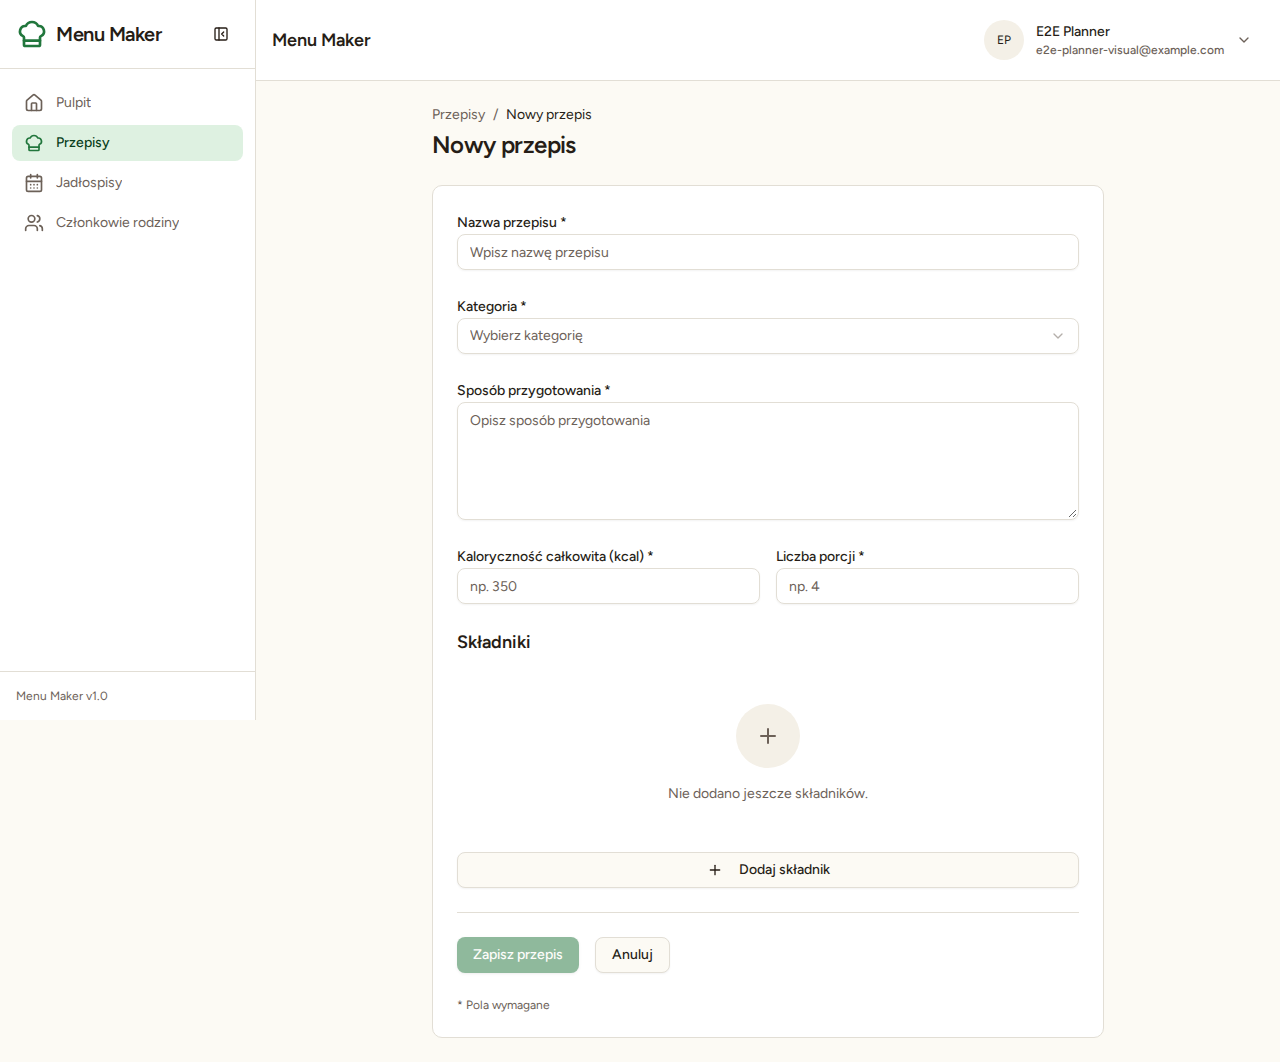 Menu Maker
Pulpit
Przepisy
Jadłospisy
Członkowie rodziny
Menu Maker v1.0
Menu Maker
EP
E2E Planner
e2e-planner-visual@example.com
Przepisy / Nowy przepis
Nowy przepis
Nazwa przepisu *
Wpisz nazwę przepisu
Kategoria *
Wybierz kategorię
Sposób przygotowania *
Opisz sposób przygotowania
Kaloryczność całkowita (kcal) *
np. 350
Liczba porcji *
np. 4
Składniki
Nie dodano jeszcze składników.
Dodaj składnik
Zapisz przepis
Anuluj
* Pola wymagane